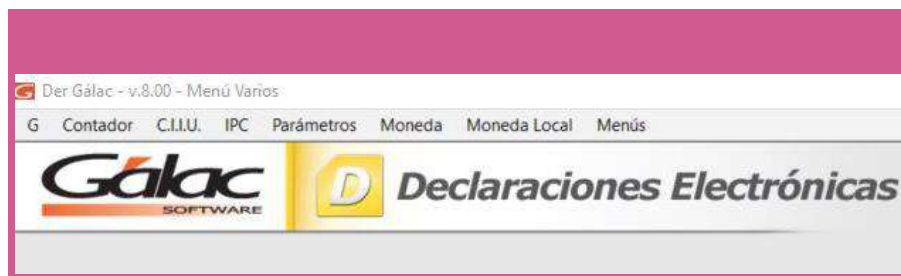 G Der Gálac - v.8.00 - Menú Varios
G Contador C.I.I.U. IPC Parámetros Moneda Moneda Local Menús
Gálac D Declaraciones Electrónicas
SOFTWARE